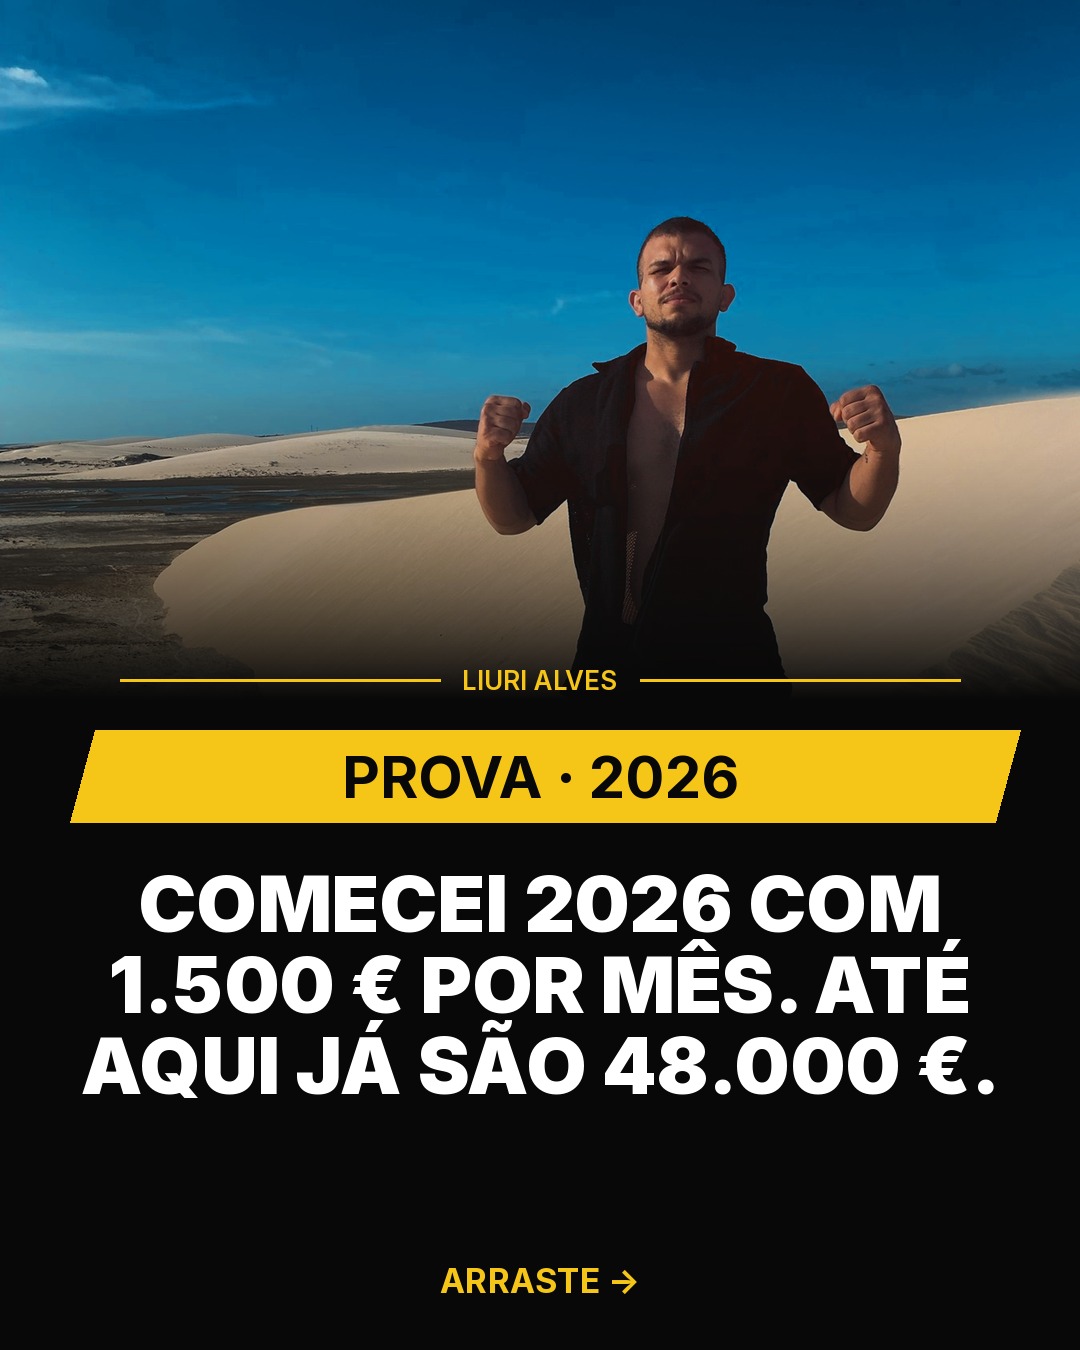 LIURI ALVES
PROVA · 2026
COMECEI 2026 COM
1.500 € POR MÊS. ATÉ
AQUI JÁ SÃO 48.000 €.
ARRASTE →